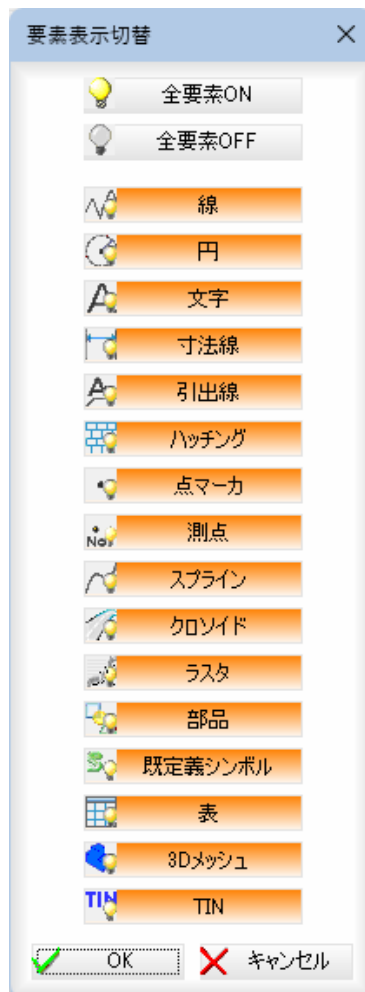 要素表示切替
全要素ON
全要素OFF
線
円
文字
寸法線
引出線
ハッチング
点マーカ
測点
スプライン
クロソイド
ラスタ
部品
既定義シンボル
表
3Dメッシュ
TIN
OK
キャンセル